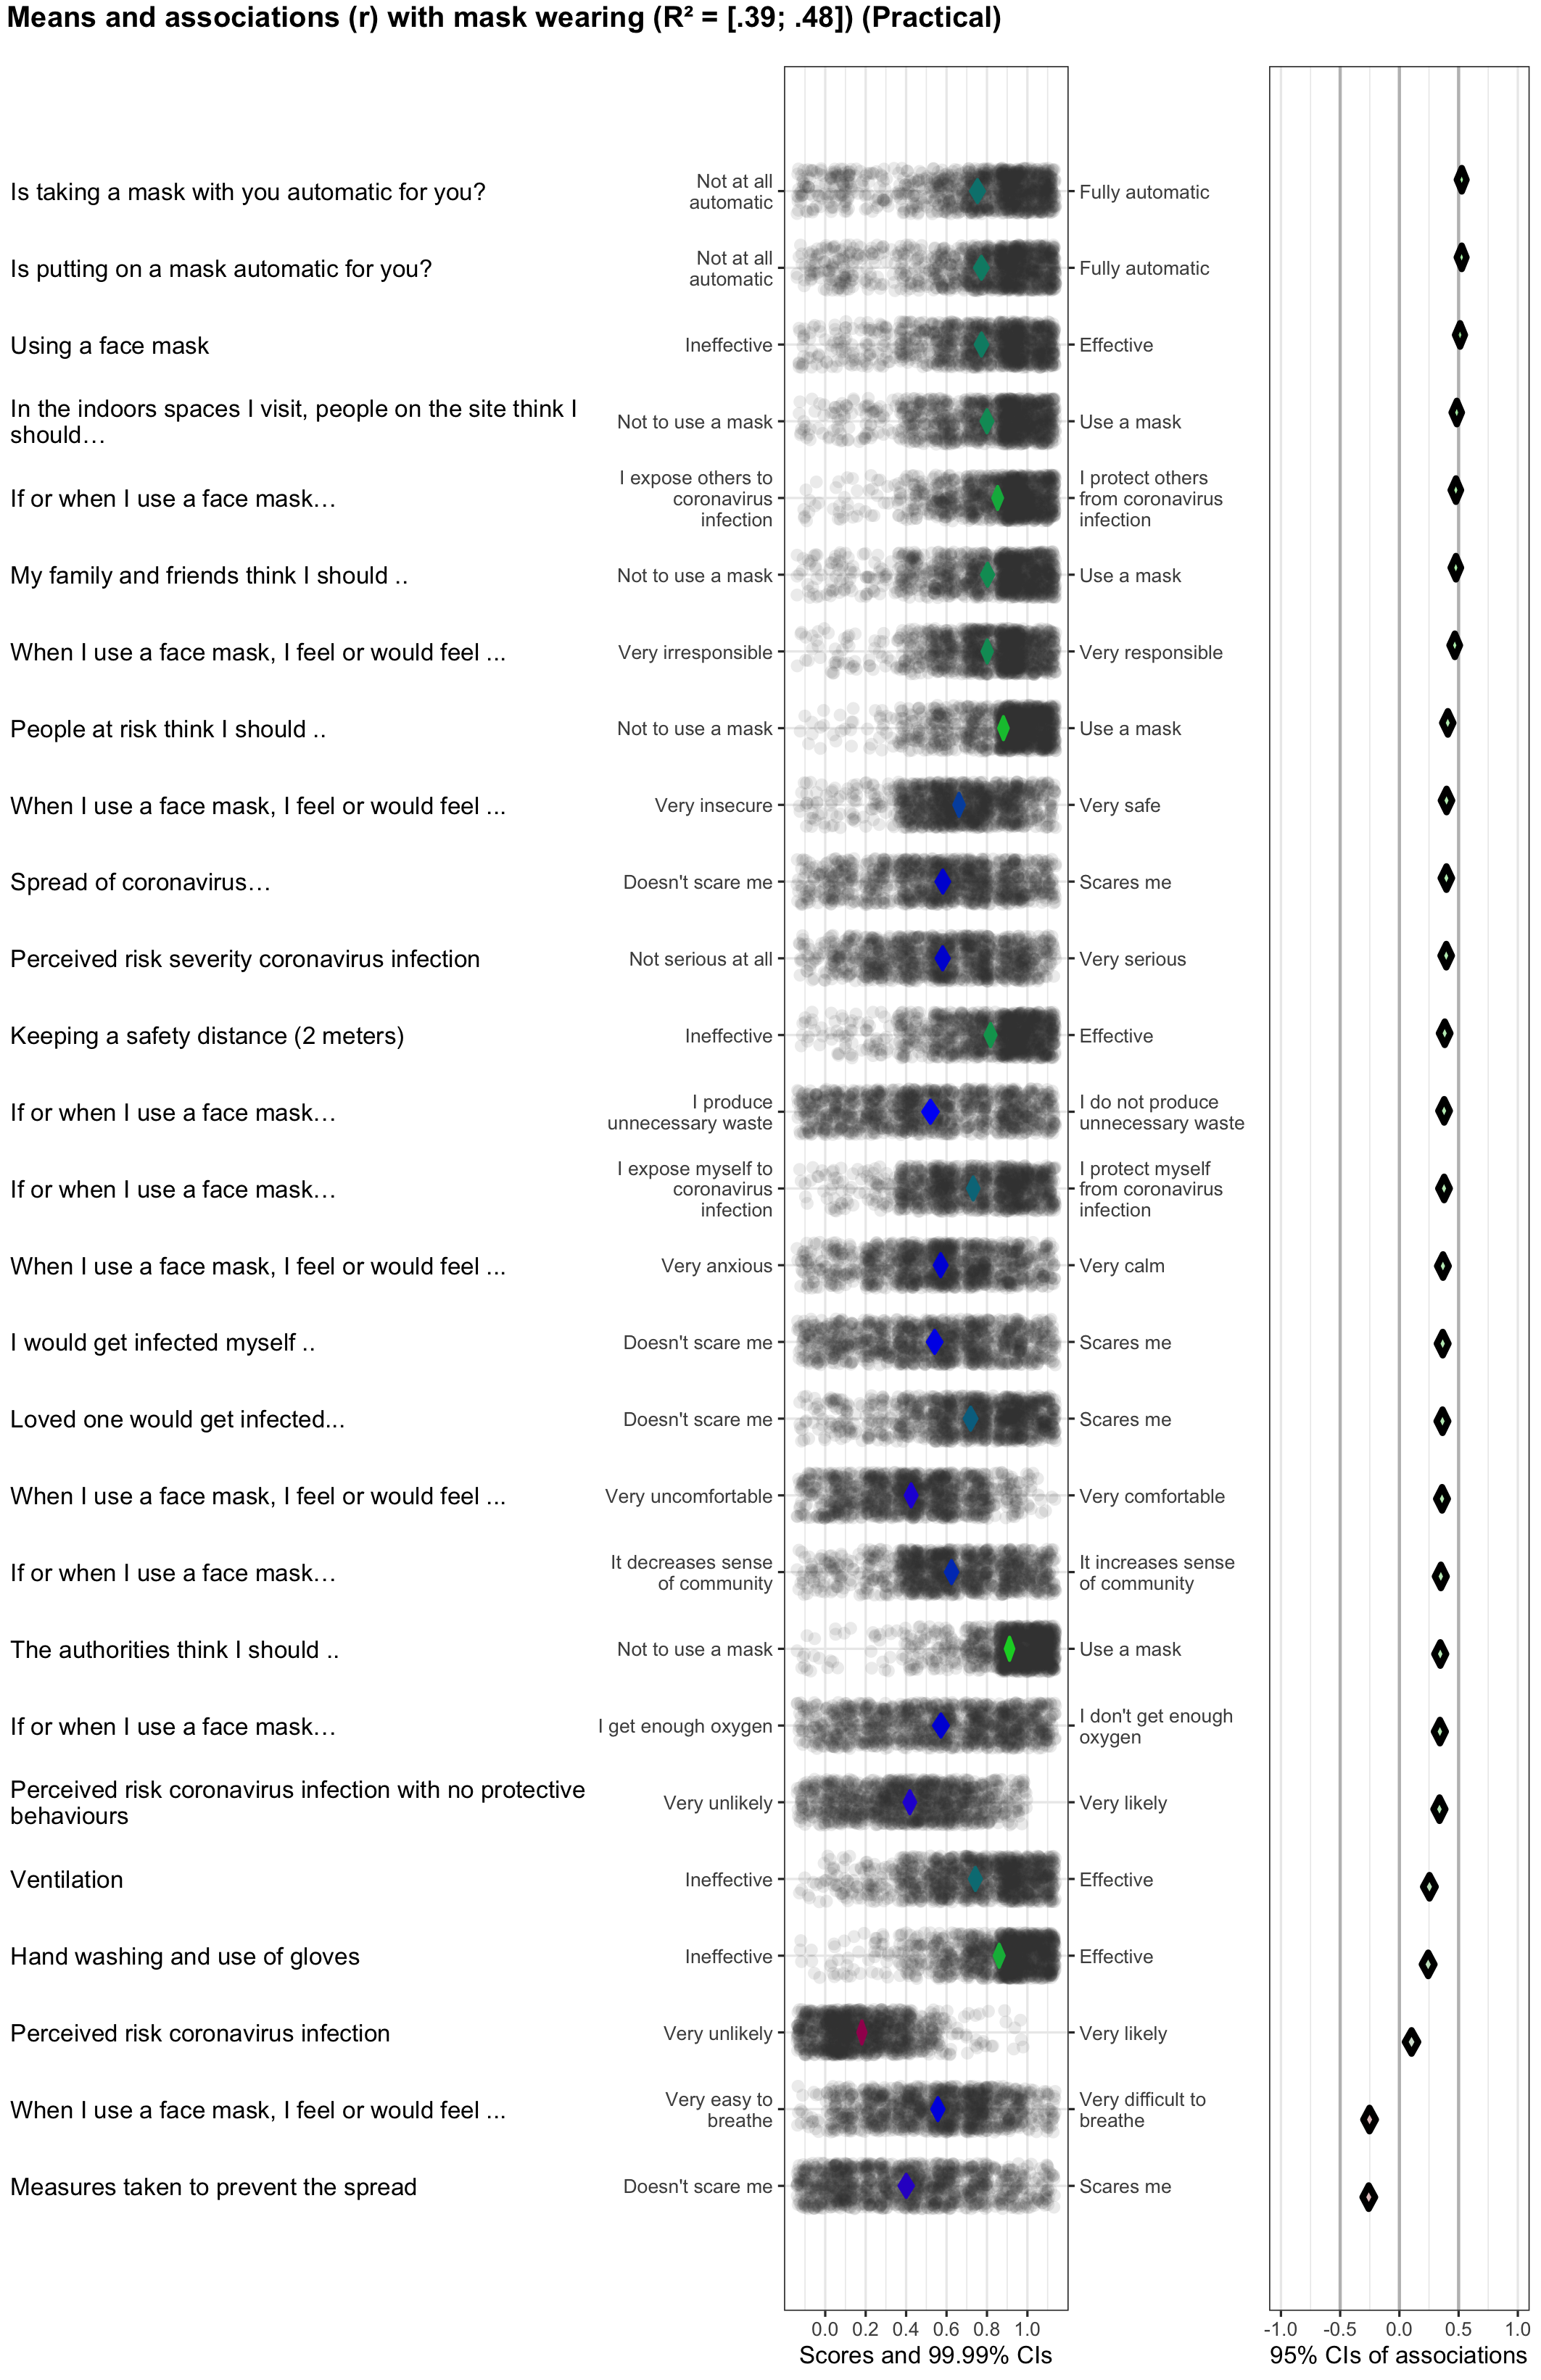 Means and associations (r) with mask wearing (R² = [.39; .48]) (Practical)
Is taking a mask with you automatic for you?
Not at all
automatic
Fully automatic
Is putting on a mask automatic for you?
Not at all
automatic
Fully automatic
Using a face mask
Ineffective
Effective
In the indoors spaces I visit, people on the site think I
should…
Not to use a mask
Use a mask
If or when I use a face mask…
I expose others to
coronavirus
infection
I protect others
from coronavirus
infection
My family and friends think I should ..
Not to use a mask
Use a mask
When I use a face mask, I feel or would feel ...
Very irresponsible
Very responsible
People at risk think I should ..
Not to use a mask
Use a mask
When I use a face mask, I feel or would feel ...
Very insecure
Very safe
Spread of coronavirus…
Doesn't scare me
Scares me
Perceived risk severity coronavirus infection
Not serious at all
Very serious
Keeping a safety distance (2 meters)
Ineffective
Effective
If or when I use a face mask…
I produce
unnecessary waste
I do not produce
unnecessary waste
If or when I use a face mask…
I expose myself to
coronavirus
infection
I protect myself
from coronavirus
infection
When I use a face mask, I feel or would feel ...
Very anxious
Very calm
I would get infected myself ..
Doesn't scare me
Scares me
Loved one would get infected...
Doesn't scare me
Scares me
When I use a face mask, I feel or would feel ...
Very uncomfortable
Very comfortable
If or when I use a face mask…
It decreases sense
of community
It increases sense
of community
The authorities think I should ..
Not to use a mask
Use a mask
If or when I use a face mask…
I get enough oxygen
I don't get enough
oxygen
Perceived risk coronavirus infection with no protective
behaviours
Very unlikely
Very likely
Ventilation
Ineffective
Effective
Hand washing and use of gloves
Ineffective
Effective
Perceived risk coronavirus infection
Very unlikely
Very likely
When I use a face mask, I feel or would feel ...
Very easy to
breathe
Very difficult to
breathe
Measures taken to prevent the spread
Doesn't scare me
Scares me
0.0 0.2 0.4 0.6 0.8 1.0
Scores and 99.99% CIs
-1.0 -0.5 0.0 0.5 1.0
95% CIs of associations